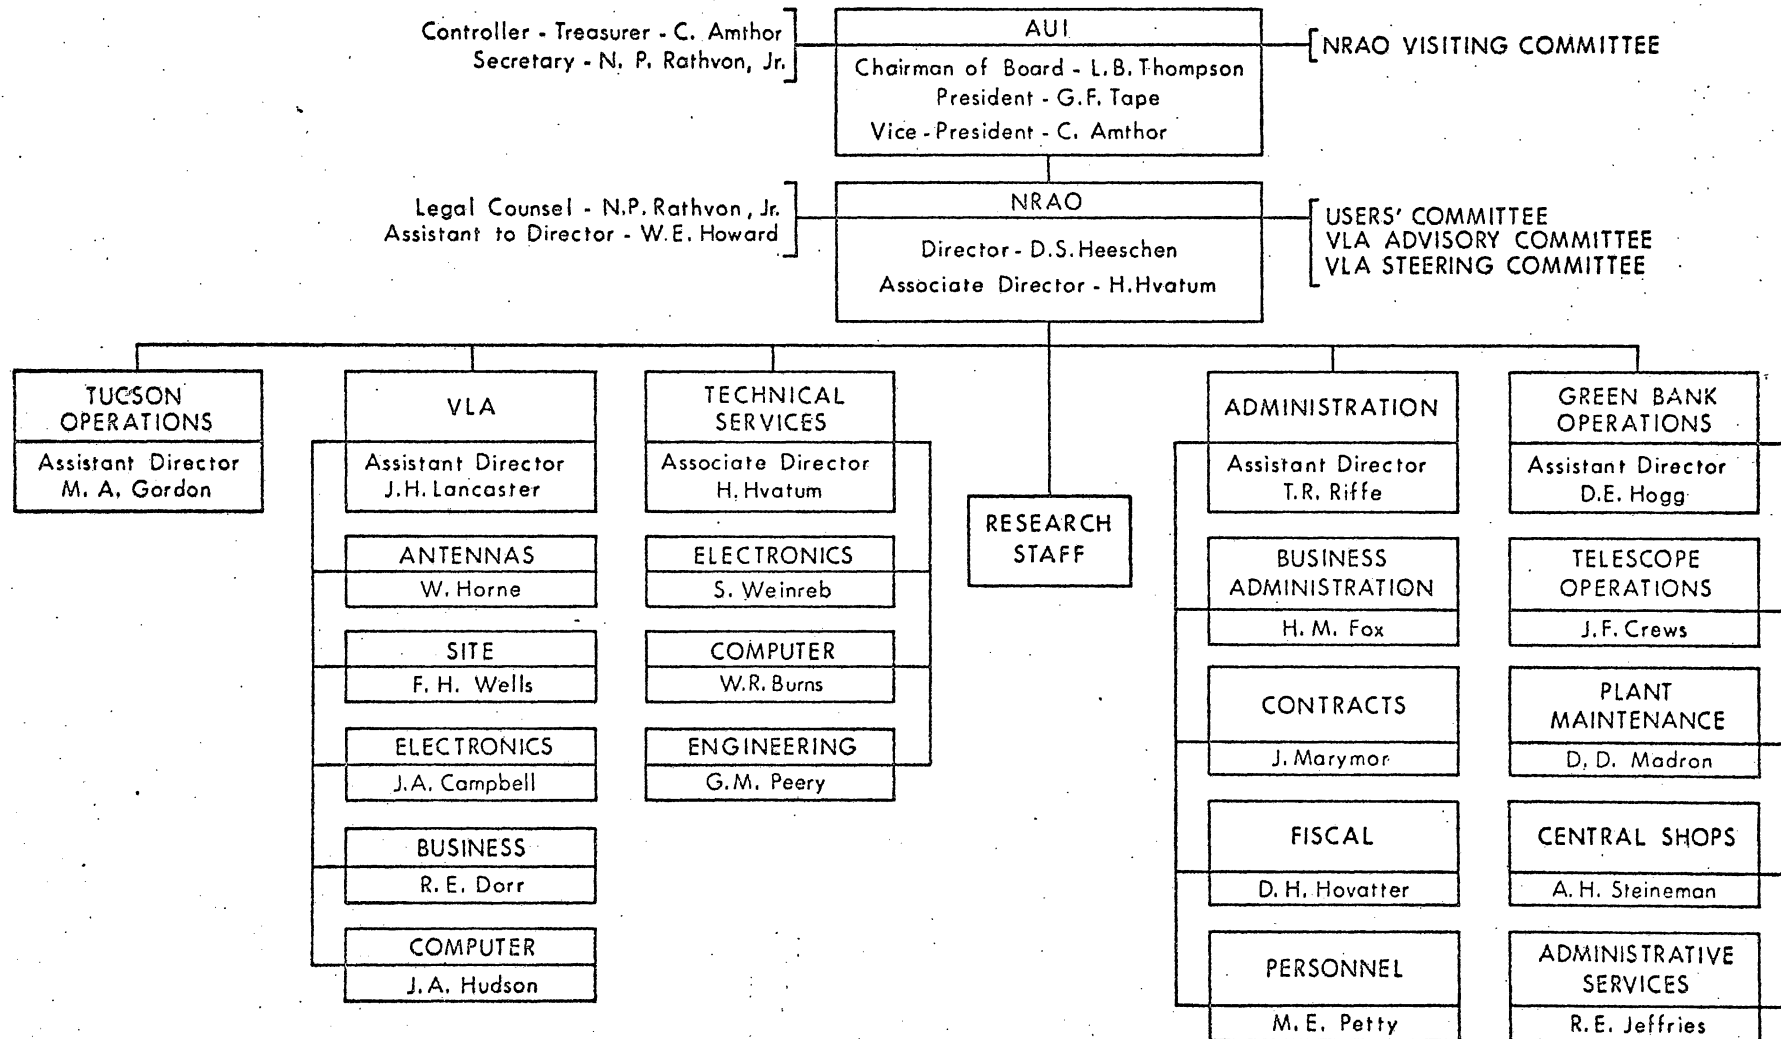 Controller - Treasurer - C. Amthor
Secretary - N. P. Rathvon, Jr.
AUI
Chairman of Board - L.B. Thompson
President - G.F. Tape
Vice-President - C. Amthor
NRAO VISITING COMMITTEE
Legal Counsel - N.P. Rathvon, Jr.
Assistant to Director - W.E. Howard
NRAO
Director - D.S. Heeschen
Associate Director - H. Hvatum
USERS' COMMITTEE
VLA ADVISORY COMMITTEE
VLA STEERING COMMITTEE
TUCSON
OPERATIONS
Assistant Director
M. A. Gordon
VLA
Assistant Director
J.H. Lancaster
ANTENNAS
W. Horne
SITE
F. H. Wells
ELECTRONICS
J.A. Campbell
BUSINESS
R. E. Dorr
COMPUTER
J.A. Hudson
TECHNICAL
SERVICES
Associate Director
H. Hvatum
ELECTRONICS
S. Weinreb
COMPUTER
W.R. Burns
ENGINEERING
G.M. Peery
RESEARCH
STAFF
ADMINISTRATION
Assistant Director
T.R. Riffe
BUSINESS
ADMINISTRATION
H. M. Fox
CONTRACTS
J. Marymor
FISCAL
D. H. Hovatter
PERSONNEL
M. E. Petty
GREEN BANK
OPERATIONS
Assistant Director
D.E. Hogg
TELESCOPE
OPERATIONS
J.F. Crews
PLANT
MAINTENANCE
D. D. Madron
CENTRAL SHOPS
A. H. Steineman
ADMINISTRATIVE
SERVICES
R.E. Jeffries